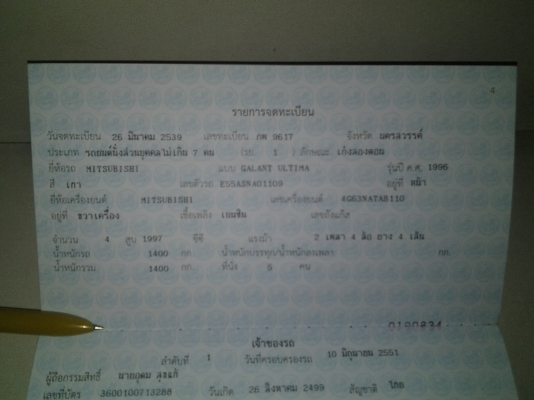 4
รายการจดทะเบียน
วันจดทะเบียน 26 มีนาคม 2539 เลขทะเบียน กพ 9617 จังหวัด นครสวรรค์
ประเภท รถยนต์นั่งส่วนบุคคลไม่เกิน 7 คน (รย. 1 ) ลักษณะ เก๋งสองตอน
ยี่ห้อรถ MITSUBISHI แบบ GALANT ULTIMA รุ่นปี ค.ศ. 1996
สี เทา เลขตัวรถ E55ASNA01309 อยู่ที่ หน้า
ยี่ห้อเครื่องยนต์ MITSUBISHI เลขเครื่องยนต์ 4G63NATAB110
อยู่ที่ ขวาเครื่อง เชื้อเพลิง เบนซิน เลขถังแก๊ส
จำนวน 4 สูบ 1997 ซีซี แรงม้า 2 เพลา 4 ล้อ ยาง 4 เส้น
น้ำหนักรถ 1400 กก. น้ำหนักบรรทุก/น้ำหนักลงเพลา กก.
น้ำหนักรวม 1400 กก. ที่นั่ง คน
เจ้าของรถ
ลำดับที่ 1 วันที่ครอบครองรถ 10 มิถุนายน 2551
ผู้ถือกรรมสิทธิ์ นายอุดม สุขแก้
เลขที่บัตร 3600100713288 วันเกิด 26 สิงหาคม 2499 สัญชาติ ไทย